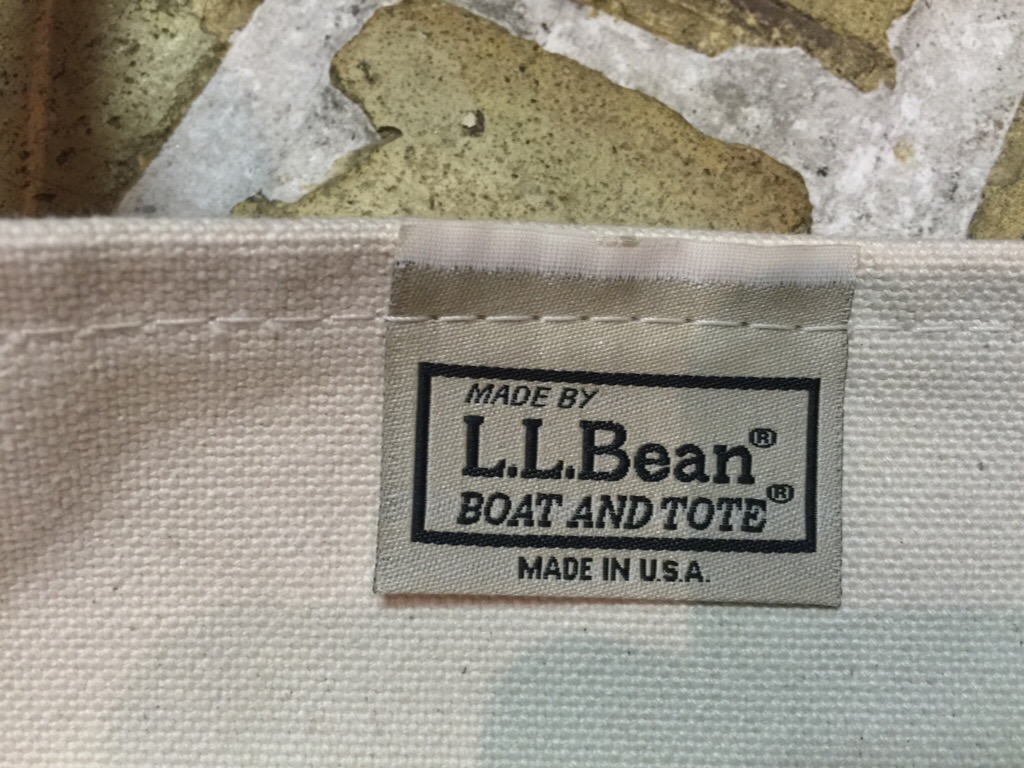 MADE BY
L.L.Bean®
BOAT AND TOTE®
MADE IN U.S.A.